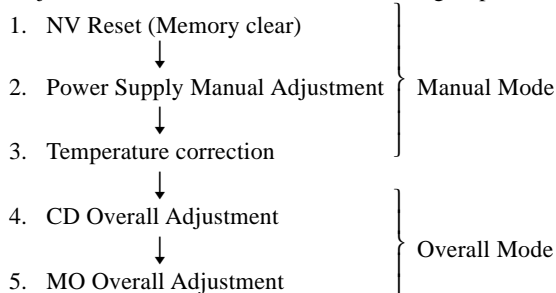 1. NV Reset (Memory clear)
2. Power Supply Manual Adjustment
Manual Mode
3. Temperature correction
4. CD Overall Adjustment
Overall Mode
5. MO Overall Adjustment